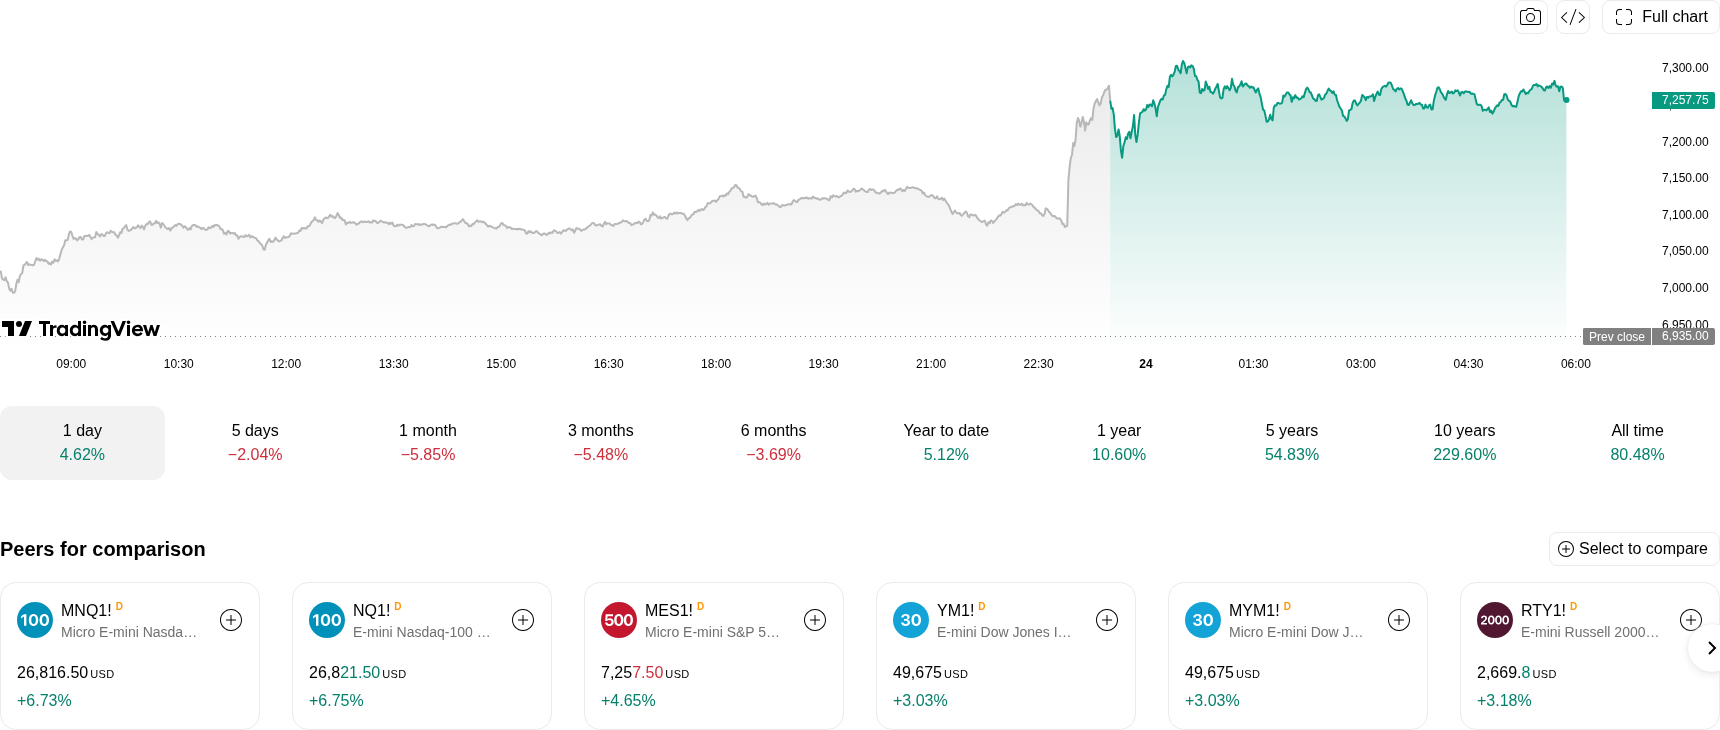 Full chart
7,300.00
7,257.75
7,200.00
7,150.00
7,100.00
7,050.00
7,000.00
6,950.00
TradingView
Prev close 6,935.00
09:00 10:30 12:00 13:30 15:00 16:30 18:00 19:30 21:00 22:30 24 01:30 03:00 04:30 06:00
1 day 5 days 1 month 3 months 6 months Year to date 1 year 5 years 10 years All time
4.62% −2.04% −5.85% −5.48% −3.69% 5.12% 10.60% 54.83% 229.60% 80.48%
Peers for comparison
Select to compare
100 MNQ1! D
Micro E-mini Nasda…
26,816.50 USD
+6.73%
100 NQ1! D
E-mini Nasdaq-100 …
26,821.50 USD
+6.75%
500 MES1! D
Micro E-mini S&P 5…
7,257.50 USD
+4.65%
30 YM1! D
E-mini Dow Jones I…
49,675 USD
+3.03%
30 MYM1! D
Micro E-mini Dow J…
49,675 USD
+3.03%
2000 RTY1! D
E-mini Russell 2000…
2,669.8 USD
+3.18%